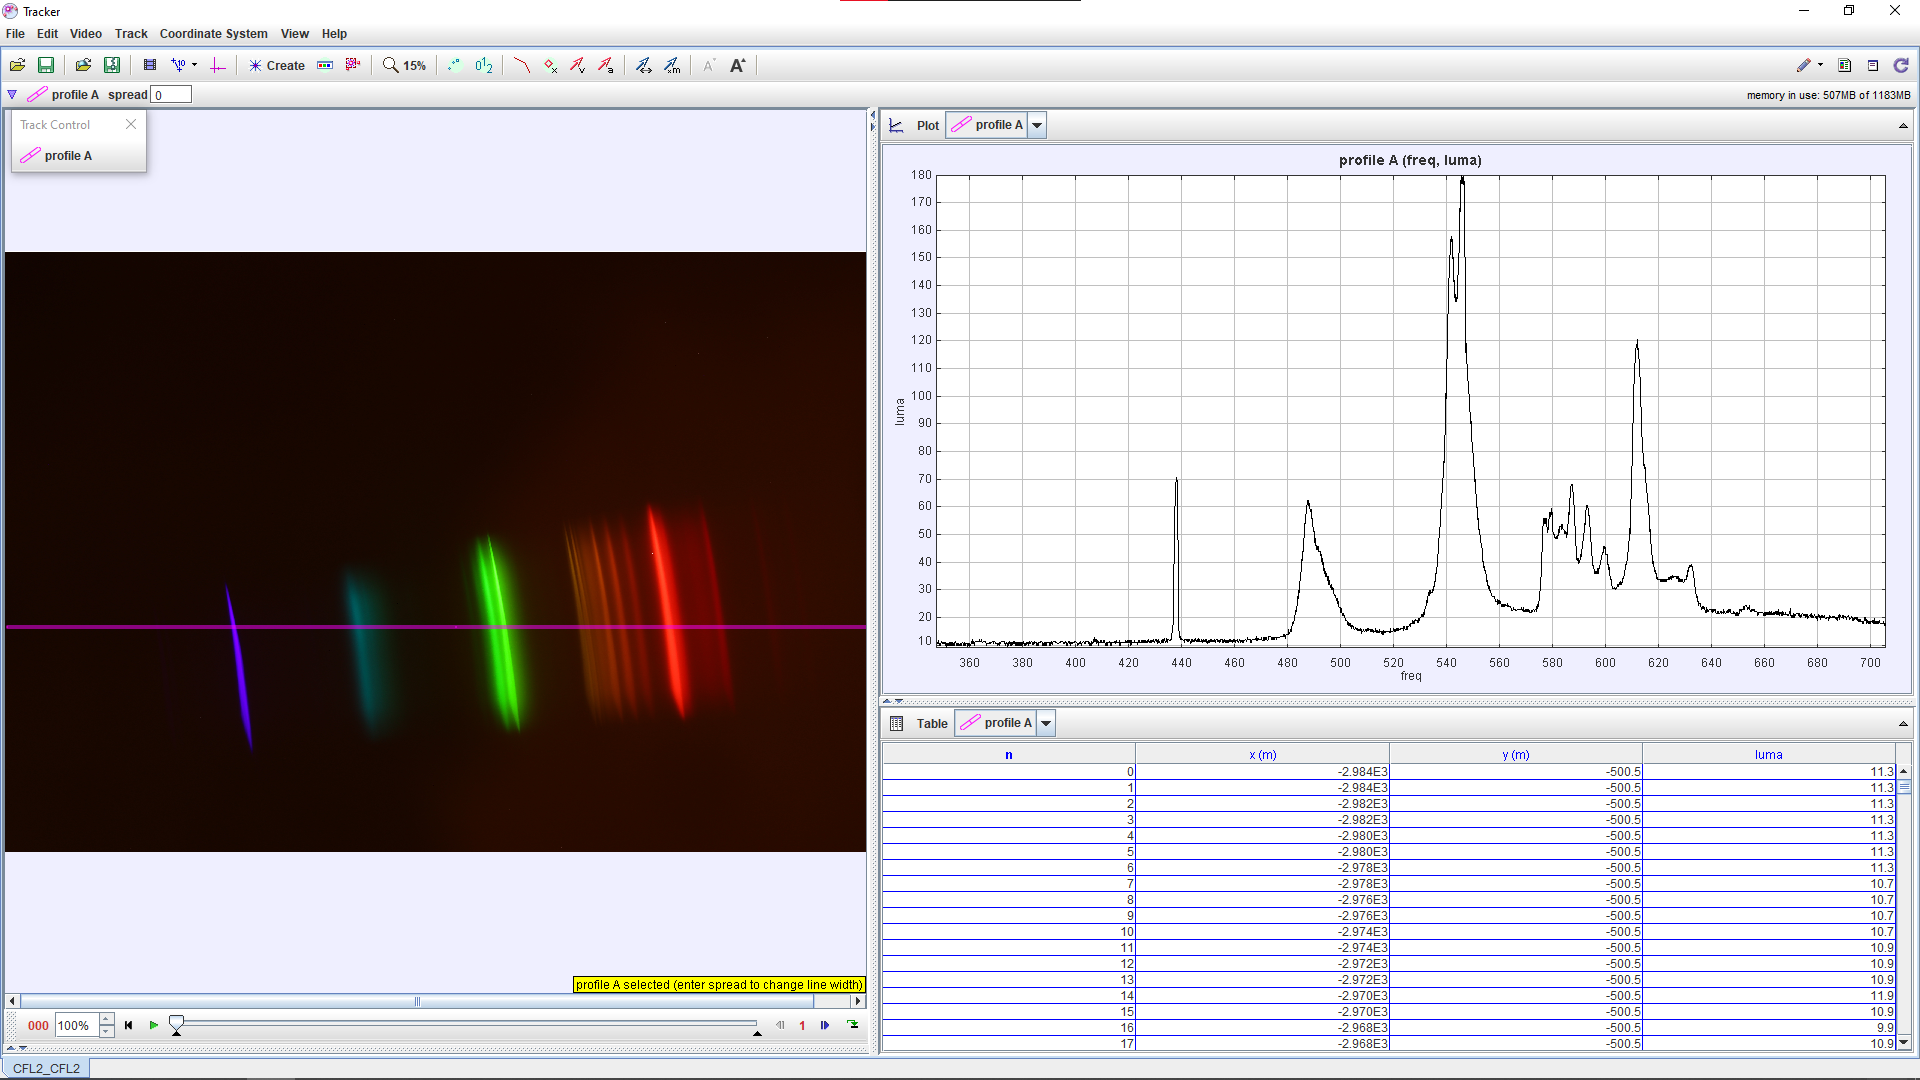 Tracker
File Edit Video Track Coordinate System View Help
Create 15%
profile A spread 0
memory in use: 507MB of 1183MB
Track Control
profile A
profile A selected (enter spread to change line width)
000 100% 1
CFL2_CFL2
Plot profile A
profile A (freq, luma)
luma
180
170
160
150
140
130
120
110
100
90
80
70
60
50
40
30
20
10
360 380 400 420 440 460 480 500 520 540 560 580 600 620 640 660 680 700
freq
Table profile A
n x (m) y (m) luma
0 -2.984E3 -500.5 11.3
1 -2.984E3 -500.5 11.3
2 -2.982E3 -500.5 11.3
3 -2.982E3 -500.5 11.3
4 -2.980E3 -500.5 11.3
5 -2.980E3 -500.5 11.3
6 -2.978E3 -500.5 11.3
7 -2.978E3 -500.5 10.7
8 -2.976E3 -500.5 10.7
9 -2.976E3 -500.5 10.7
10 -2.974E3 -500.5 10.7
11 -2.974E3 -500.5 10.9
12 -2.972E3 -500.5 10.9
13 -2.972E3 -500.5 10.9
14 -2.970E3 -500.5 11.9
15 -2.970E3 -500.5 10.9
16 -2.968E3 -500.5 9.9
17 -2.968E3 -500.5 10.9